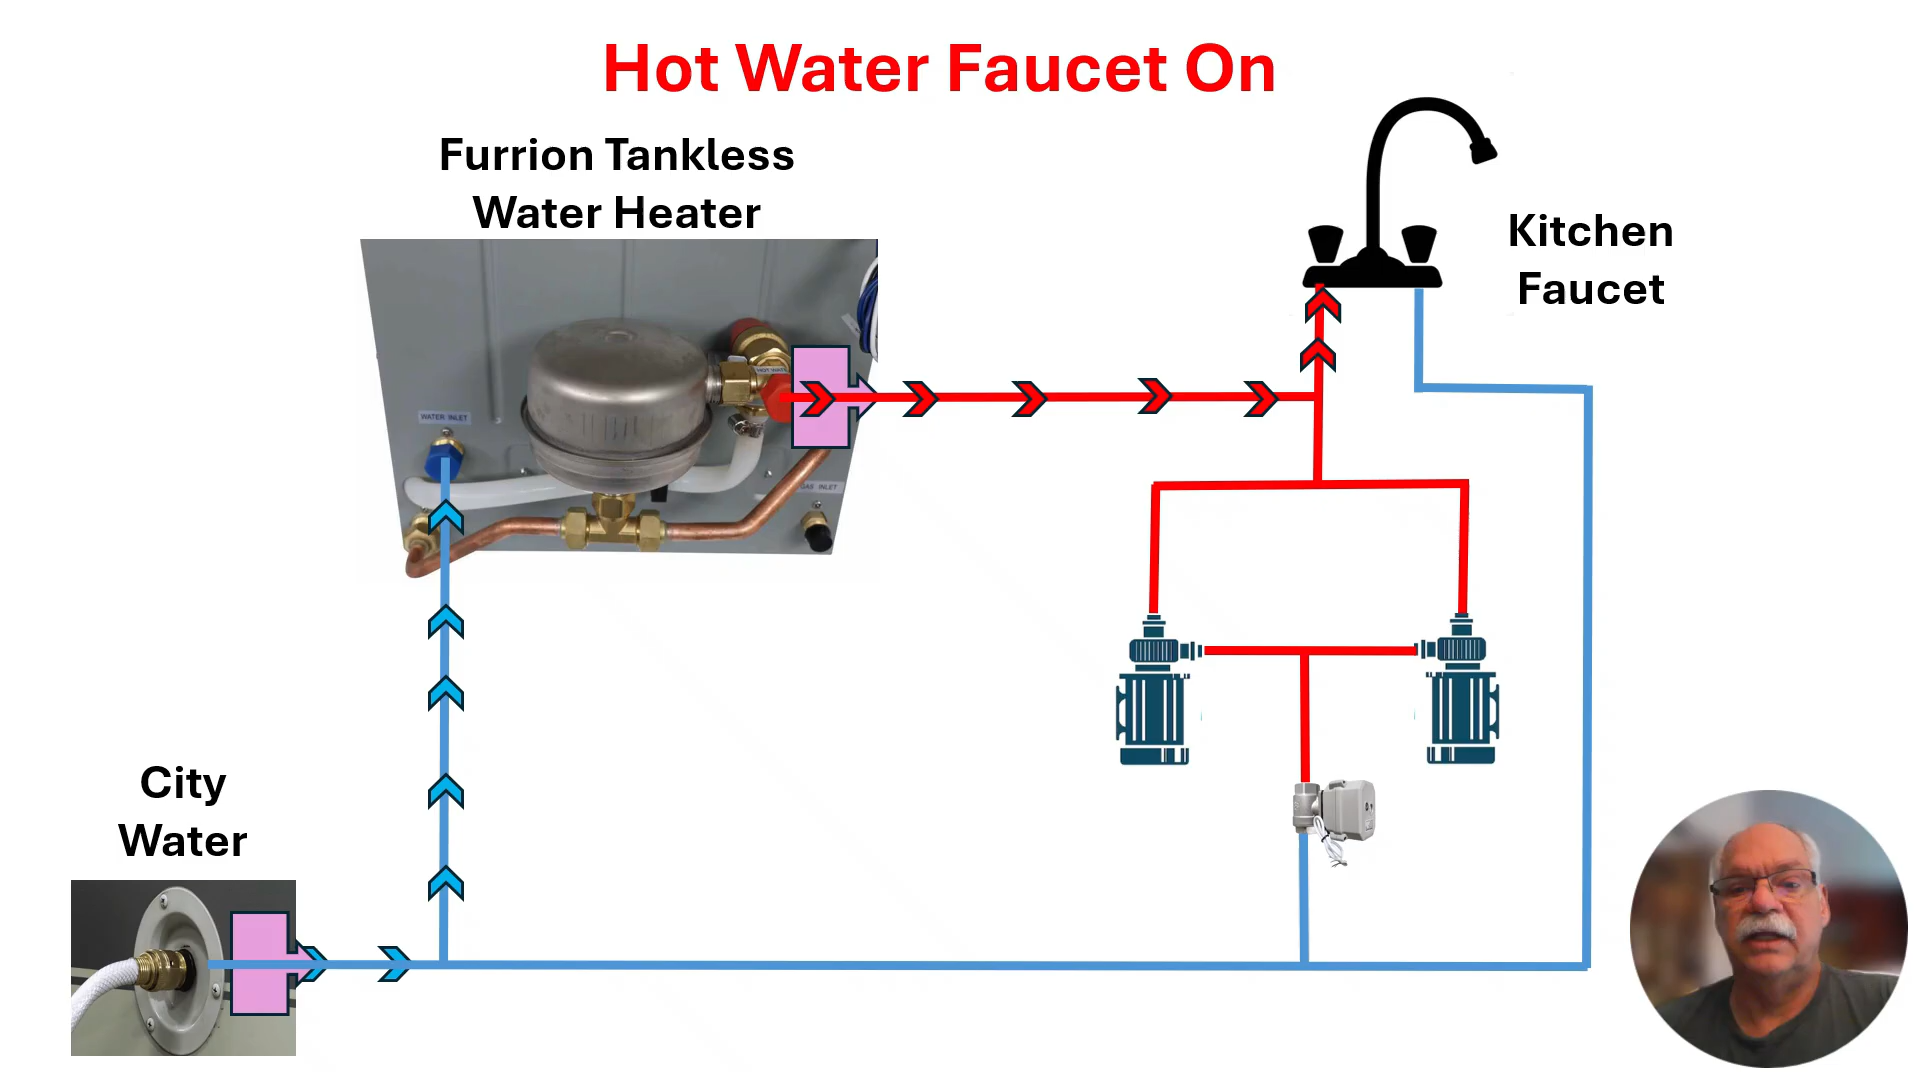 Hot Water Faucet On
Furrion Tankless
Water Heater
Kitchen
Faucet
WATER INLET
GAS INLET
City
Water